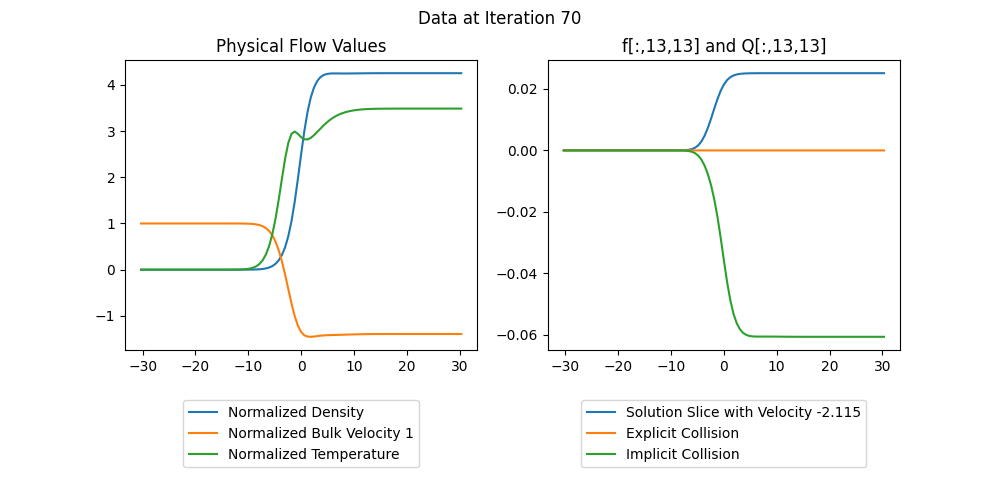 Data at Iteration 70
Physical Flow Values
4
3
2
1
0
−1
−30
−20
−10
0
10
20
30
Normalized Density
Normalized Bulk Velocity 1
Normalized Temperature
f[:,13,13] and Q[:,13,13]
0.02
0.00
−0.02
−0.04
−0.06
−30
−20
−10
0
10
20
30
Solution Slice with Velocity -2.115
Explicit Collision
Implicit Collision